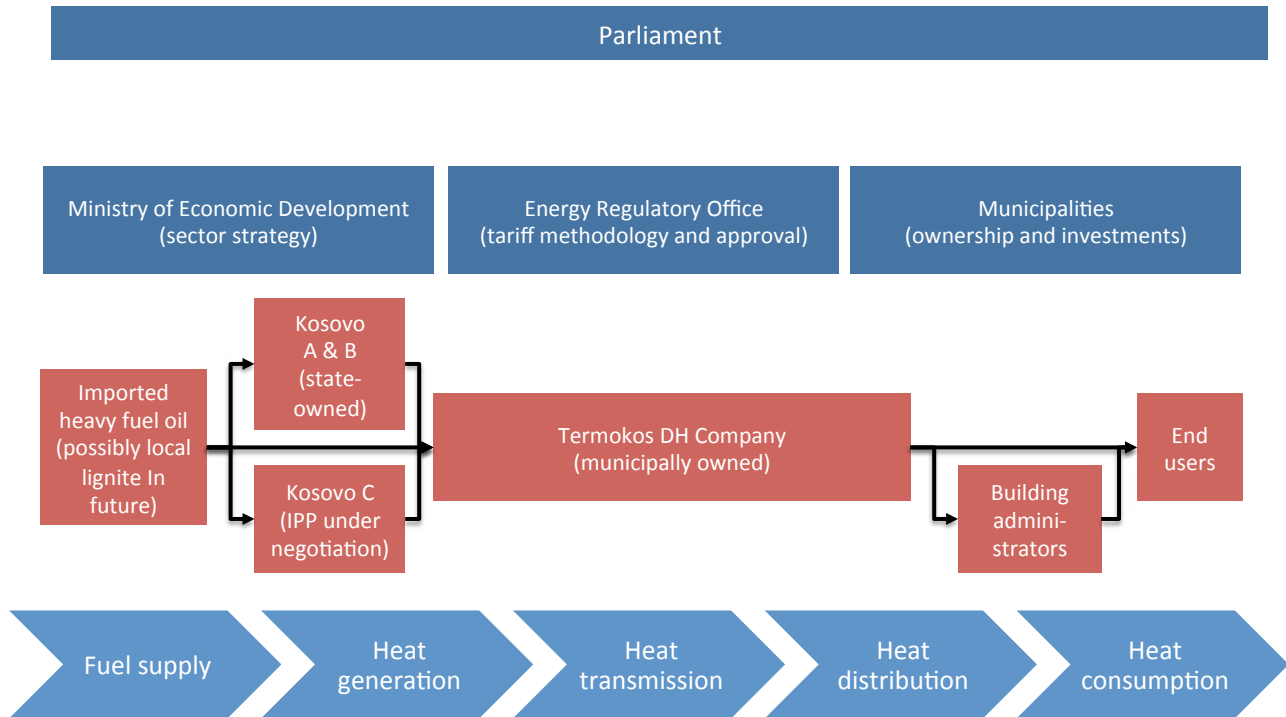 Parliament
Ministry of Economic Development
(sector strategy)
Energy Regulatory Office
(tariff methodology and approval)
Municipalities
(ownership and investments)
Imported
heavy fuel oil
(possibly local
lignite In
future)
Kosovo
A & B
(state-
owned)
Kosovo C
(IPP under
negotiation)
Termokos DH Company
(municipally owned)
Building
admini-
strators
End
users
Fuel supply
Heat
generation
Heat
transmission
Heat
distribution
Heat
consumption